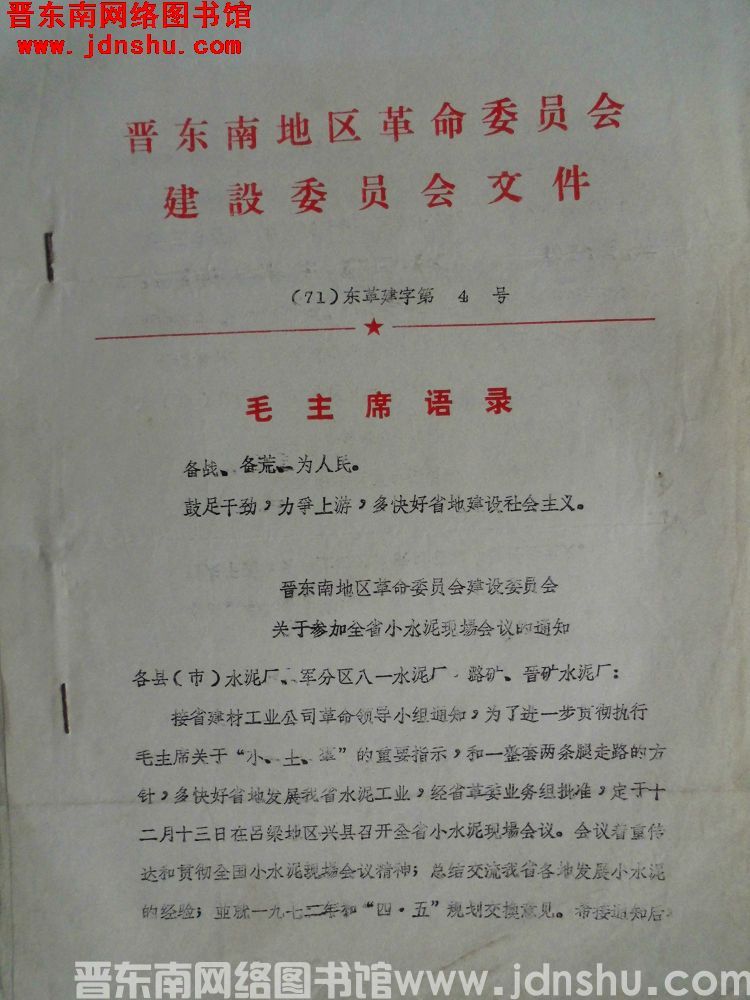 晋东南网络图书馆
www.jdnshu.com
晋东南地区革命委员会
建設委员会文件
(71)东革建字第 4 号
毛主席语录
备战、备荒、为人民。
鼓足干劲，力争上游，多快好省地建设社会主义。
晋东南地区革命委员会建设委员会
关于参加全省小水泥现場会议的通知
各县(市)水泥厂、军分区八一水泥厂、潞矿、晋矿水泥厂：
接省建材工业公司革命领导小组通知，为了进一步贯彻执行
毛主席关于“小、土、羣”的重要指示，和一整套两条腿走路的方
针，多快好省地发展我省水泥工业，经省革委业务组批准，定于十
二月十三日在吕梁地区兴县召开全省小水泥现場会议。会议着重传
达和贯彻全国小水泥现場会议精神；总结交流我省各地发展小水泥
的经验；並就一九七二年和“四·五”规划交换意见。希接通知后
晋东南网络图书馆www.jdnshu.com